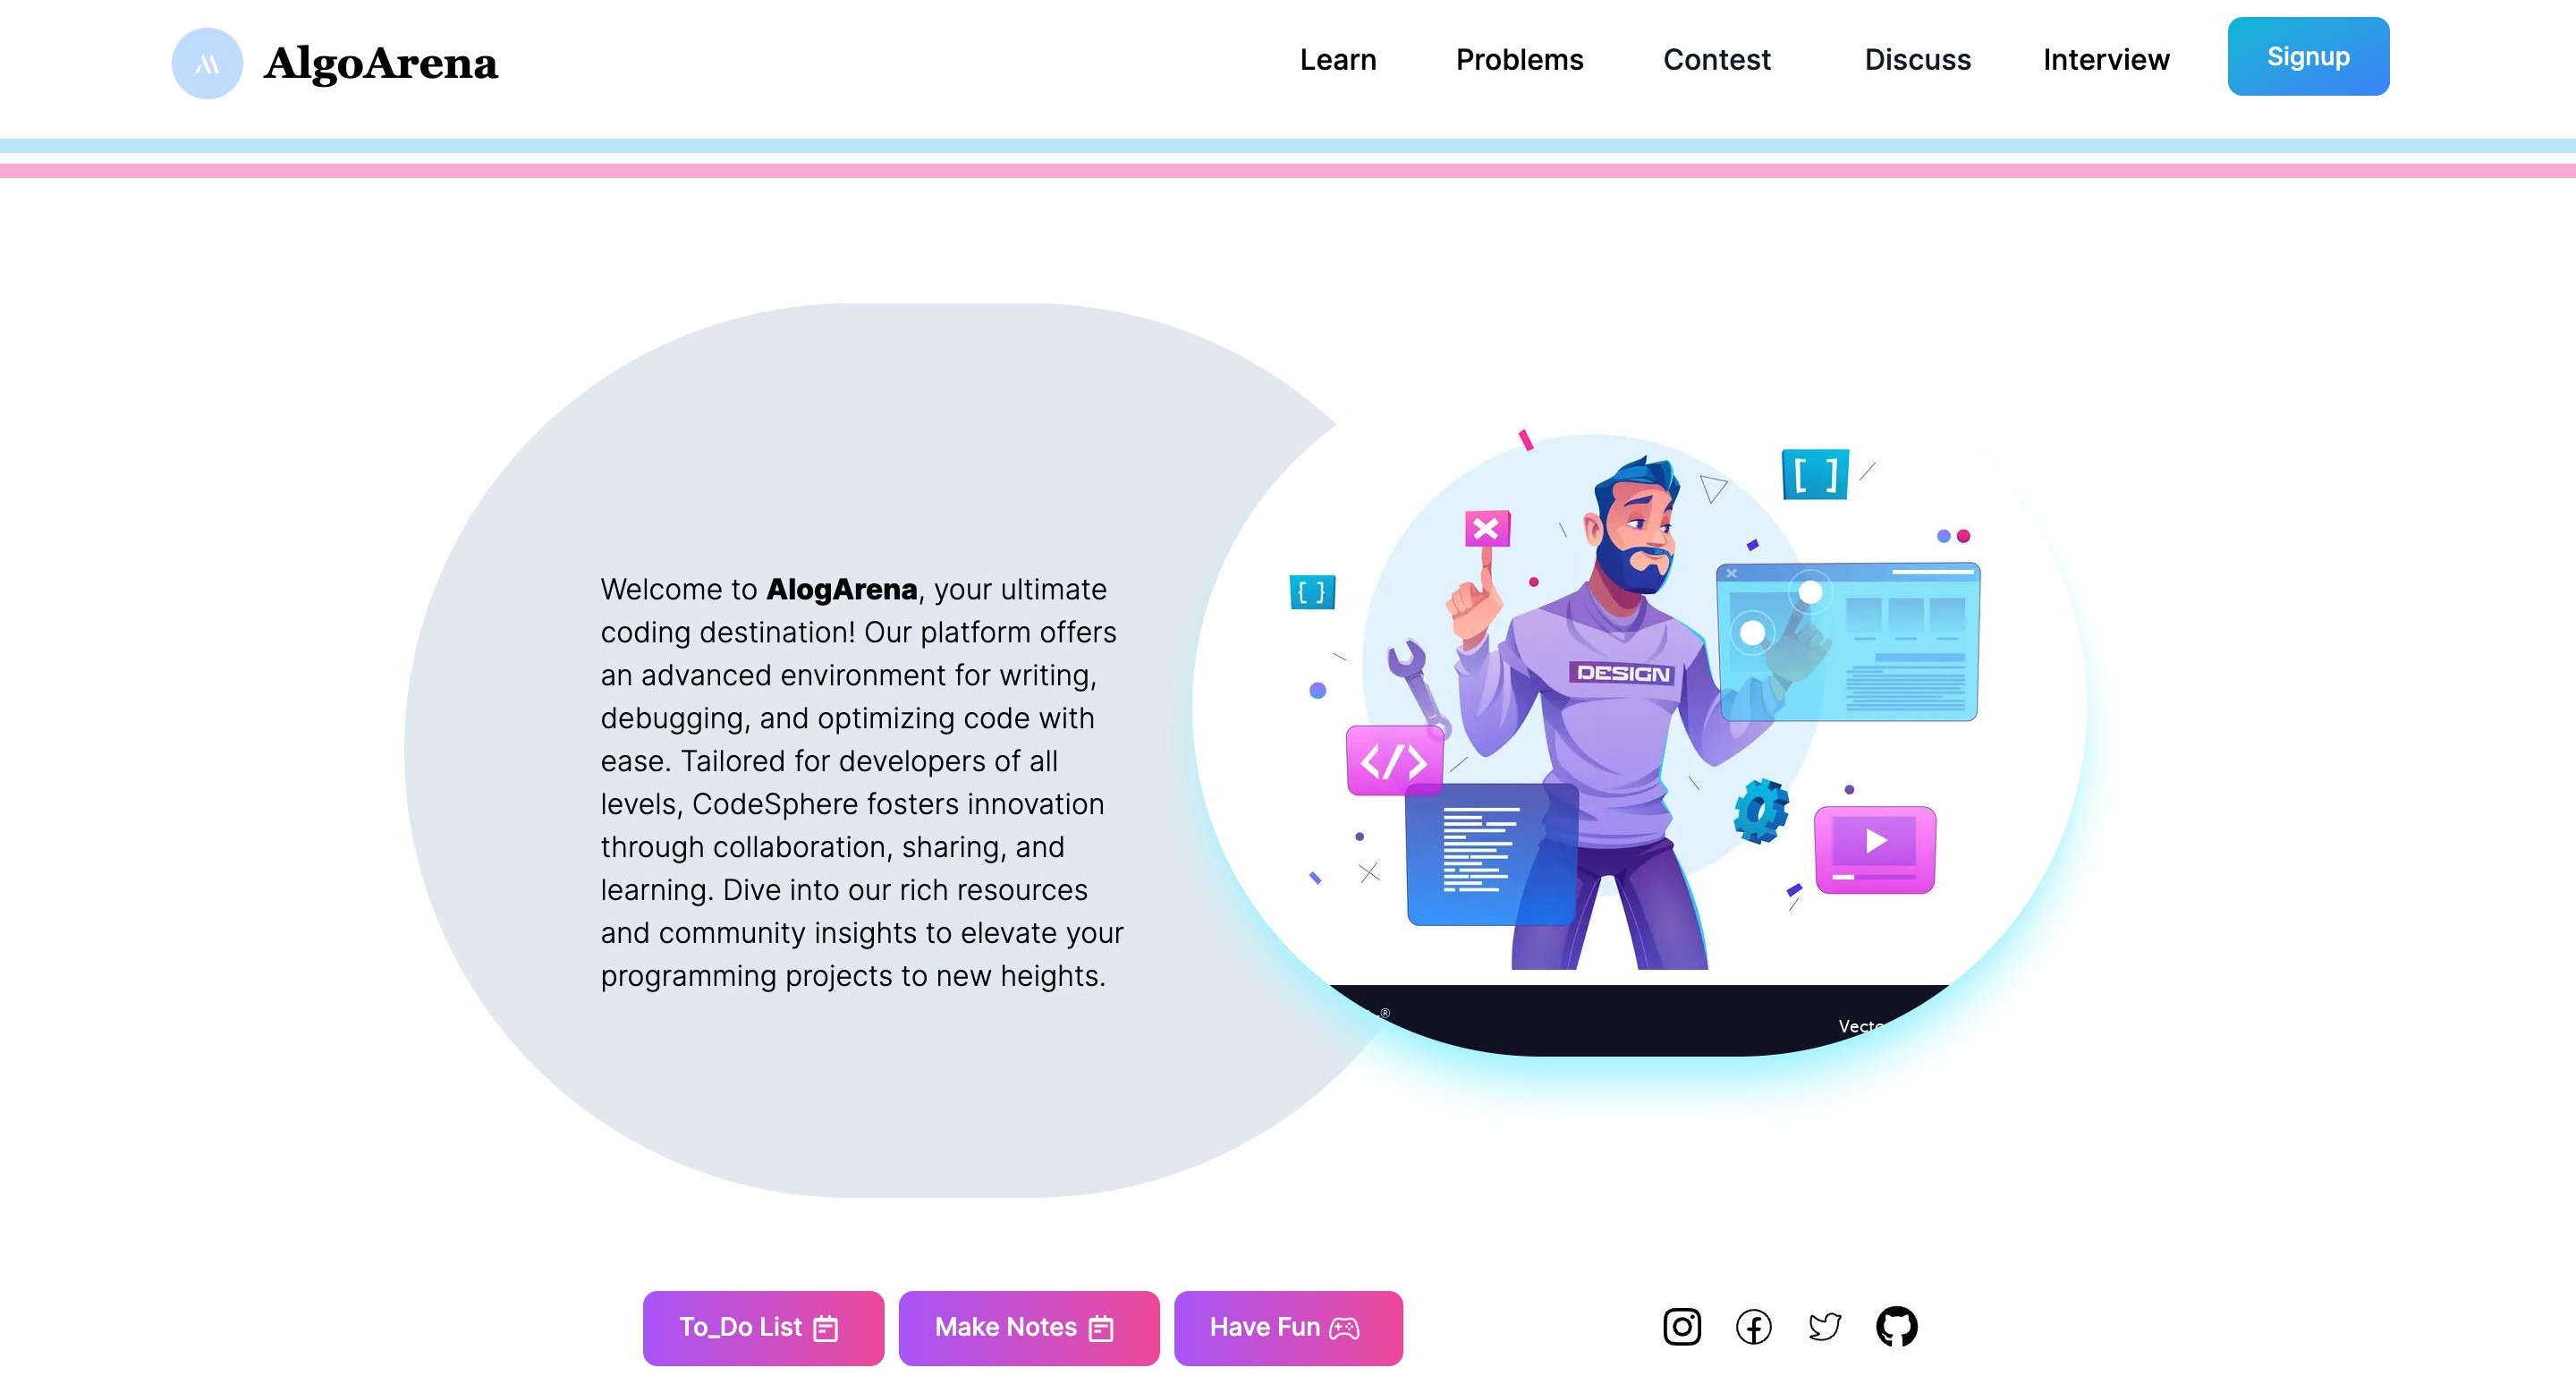 AlgoArena
Learn Problems Contest Discuss Interview Signup
Welcome to AlogArena, your ultimate
coding destination! Our platform offers
an advanced environment for writing,
debugging, and optimizing code with
ease. Tailored for developers of all
levels, CodeSphere fosters innovation
through collaboration, sharing, and
learning. Dive into our rich resources
and community insights to elevate your
programming projects to new heights.
[ ]
{ }
DESIGN
</>
®
To_Do List Make Notes Have Fun